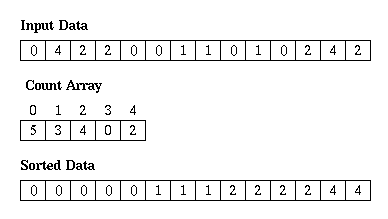 Input Data
0 4 2 2 0 0 1 1 0 1 0 2 4 2
Count Array
0 1 2 3 4
5 3 4 0 2
Sorted Data
0 0 0 0 0 1 1 1 2 2 2 2 4 4